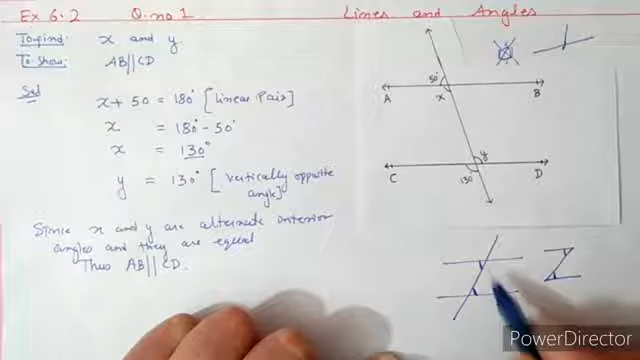 Ex 6.2 Q.no 1 Lines and Angles
To find: x and y.
To Show: AB||CD
Sol
x + 50 = 180° [Linear Pair]
x = 180° - 50°
x = 130°
y = 130° [vertically opposite
angle]
Since x and y are alternate interior
angles and they are equal
Thus AB||CD.
50°
A x B
y
C 130° D
PowerDirector